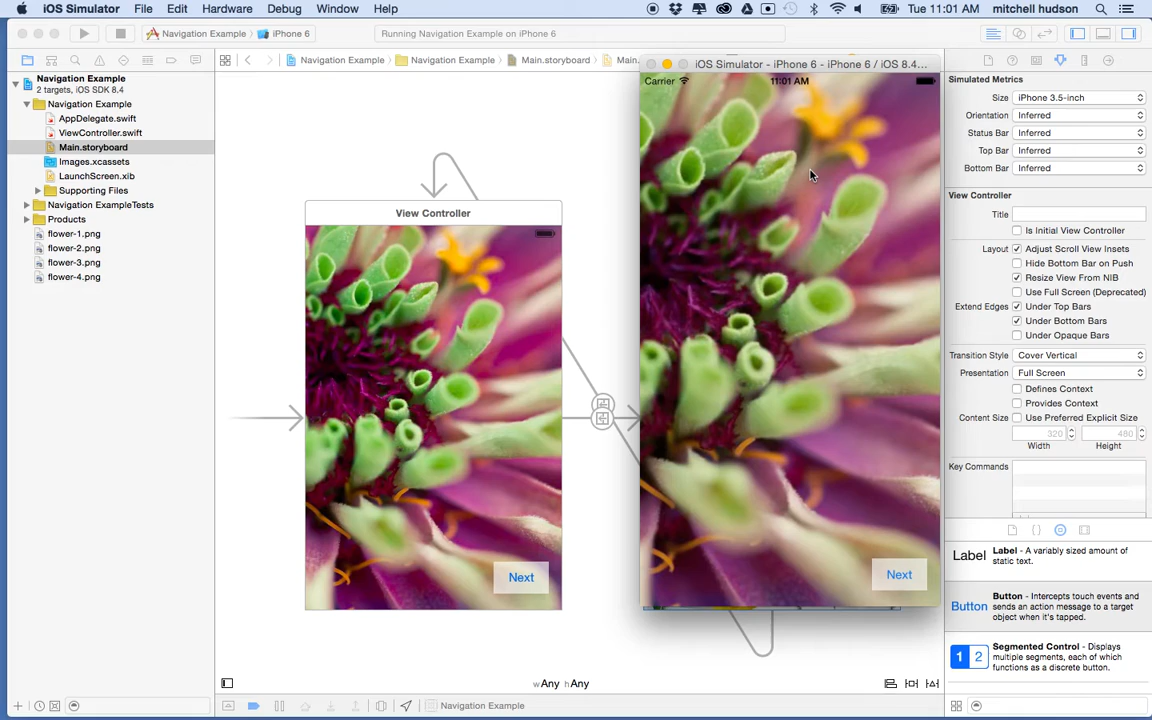 iOS Simulator File Edit Hardware Debug Window Help Tue 11:01 AM mitchell hudson
Navigation Example iPhone 6 Running Navigation Example on iPhone 6
Navigation Example Navigation Example Main.storyboard Main.
iOS Simulator - iPhone 6 - iPhone 6 / iOS 8.4...
Carrier 11:01 AM
Navigation Example
2 targets, iOS SDK 8.4
Navigation Example
AppDelegate.swift
ViewController.swift
Main.storyboard
Images.xcassets
LaunchScreen.xib
Supporting Files
Navigation ExampleTests
Products
flower-1.png
flower-2.png
flower-3.png
flower-4.png
View Controller
Next
Next
wAny hAny
Navigation Example
Simulated Metrics
Size iPhone 3.5-inch
Orientation Inferred
Status Bar Inferred
Top Bar Inferred
Bottom Bar Inferred
View Controller
Title
Is Initial View Controller
Layout Adjust Scroll View Insets
Hide Bottom Bar on Push
Resize View From NIB
Use Full Screen (Deprecated)
Extend Edges Under Top Bars
Under Bottom Bars
Under Opaque Bars
Transition Style Cover Vertical
Presentation Full Screen
Defines Context
Provides Context
Content Size Use Preferred Explicit Size
320 480
Width Height
Key Commands
Label Label - A variably sized amount of
static text.
Button Button - Intercepts touch events and
sends an action message to a target
object when it's tapped.
1 2 Segmented Control - Displays
multiple segments, each of which
functions as a discrete button.